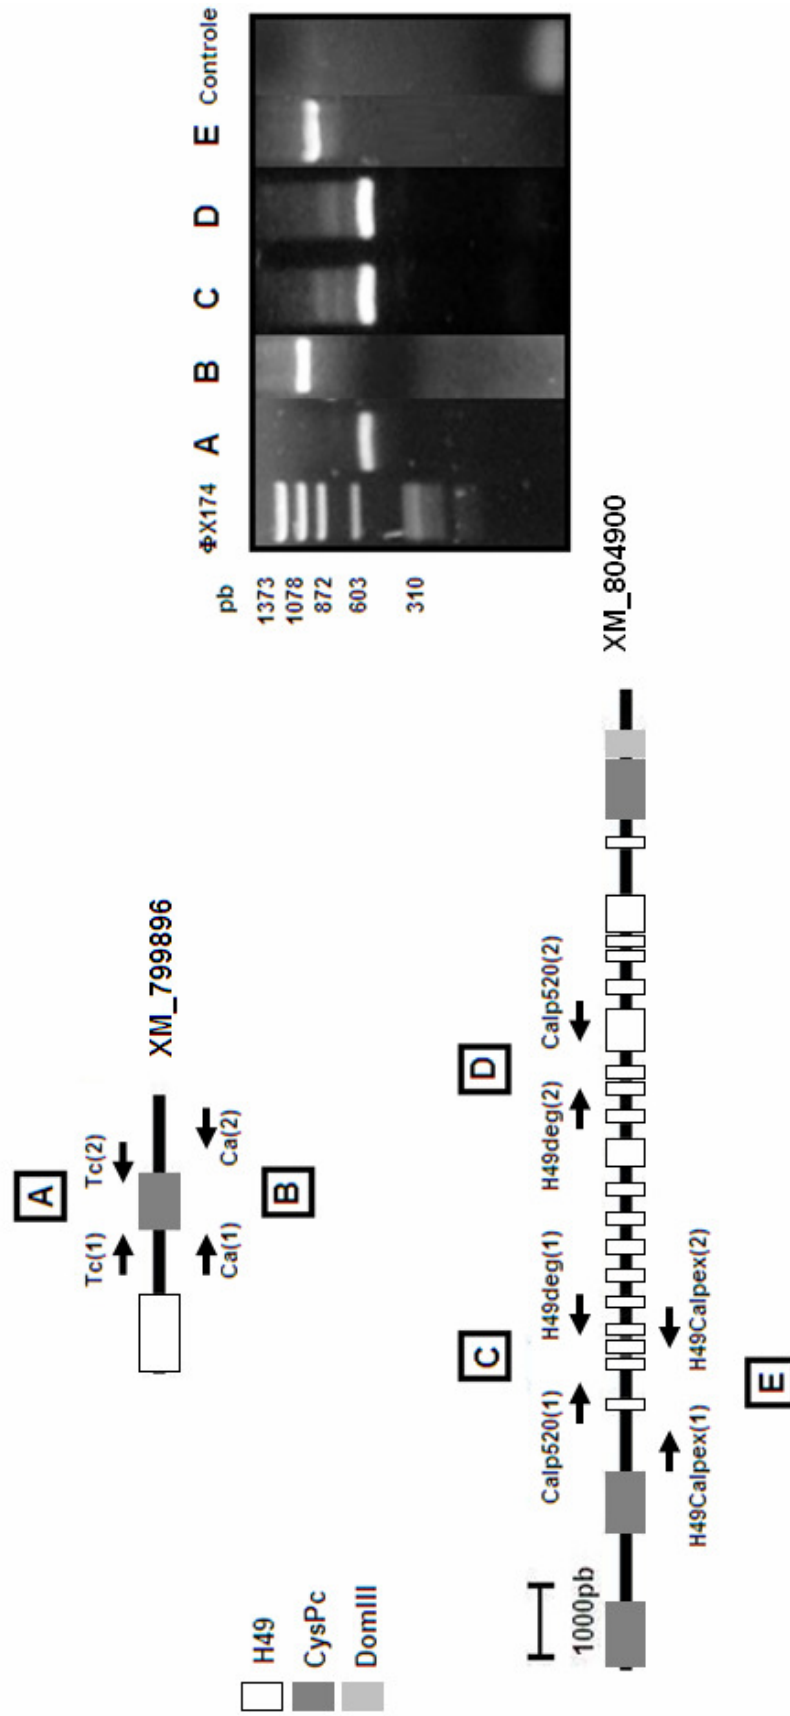 H49
CysPc
DomIII
A
Tc(1) Tc(2)
XM_799896
Ca(1) Ca(2)
B
pb
1373
1078
872
603
310
ΦX174 A B C D E Controle
1000pb
C D
Calp520(1) H49deg(1) H49deg(2) Calp520(2)
XM_804900
H49Calpex(1) H49Calpex(2)
E